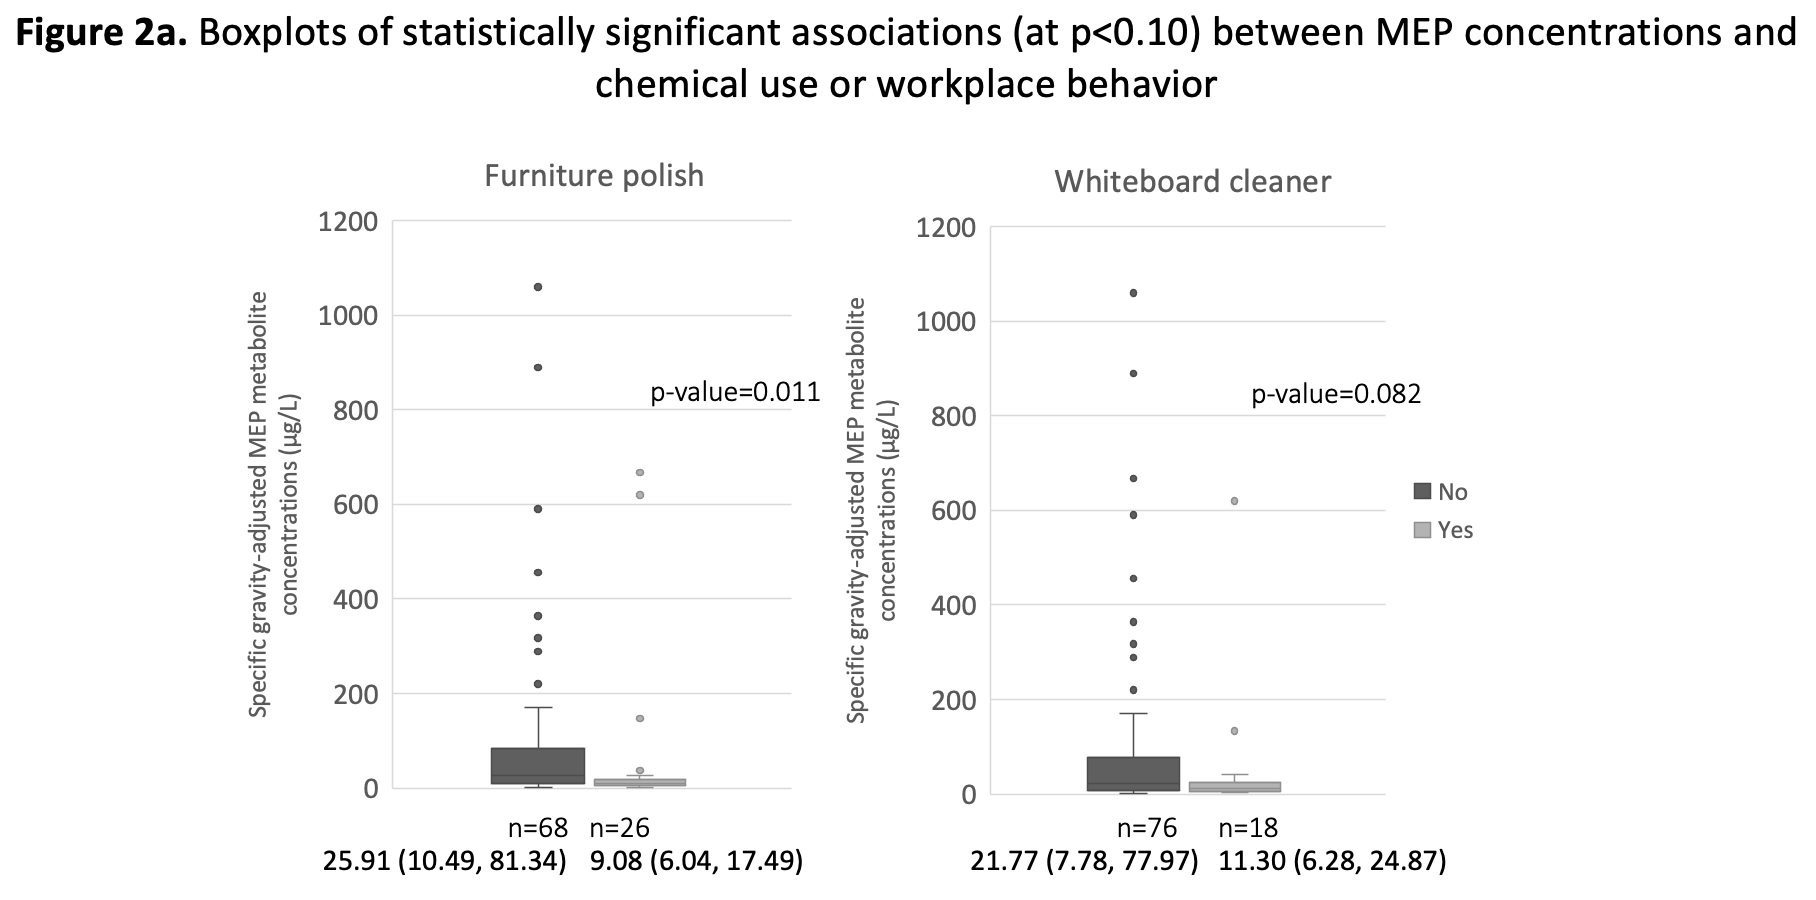 Figure 2a. Boxplots of statistically significant associations (at p<0.10) between MEP concentrations and
chemical use or workplace behavior
Furniture polish
Specific gravity-adjusted MEP metabolite
concentrations (µg/L)
1200
1000
800
600
400
200
0
p-value=0.011
n=68 n=26
25.91 (10.49, 81.34) 9.08 (6.04, 17.49)
Whiteboard cleaner
Specific gravity-adjusted MEP metabolite
concentrations (µg/L)
1200
1000
800
600
400
200
0
p-value=0.082
n=76 n=18
21.77 (7.78, 77.97) 11.30 (6.28, 24.87)
No
Yes